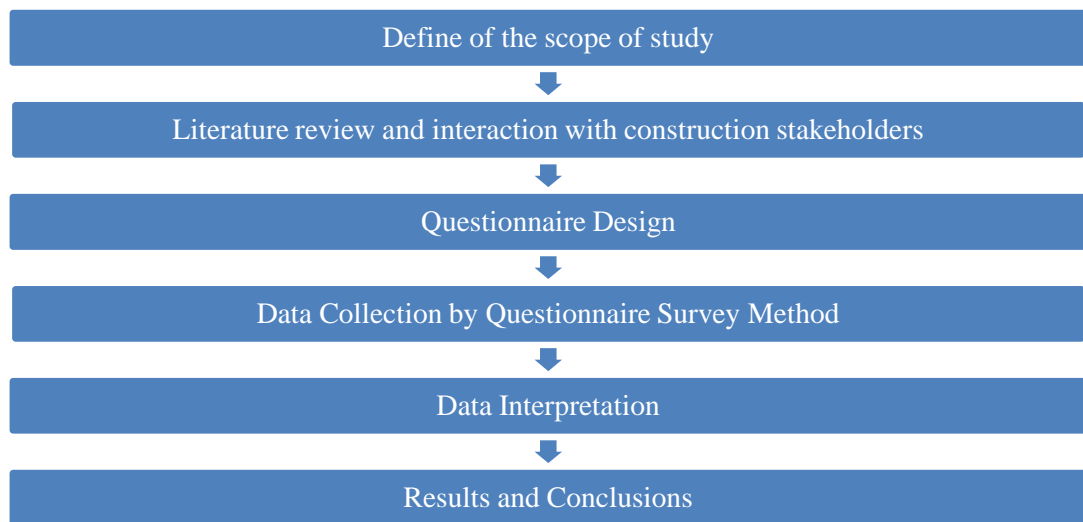 Define of the scope of study
Literature review and interaction with construction stakeholders
Questionnaire Design
Data Collection by Questionnaire Survey Method
Data Interpretation
Results and Conclusions